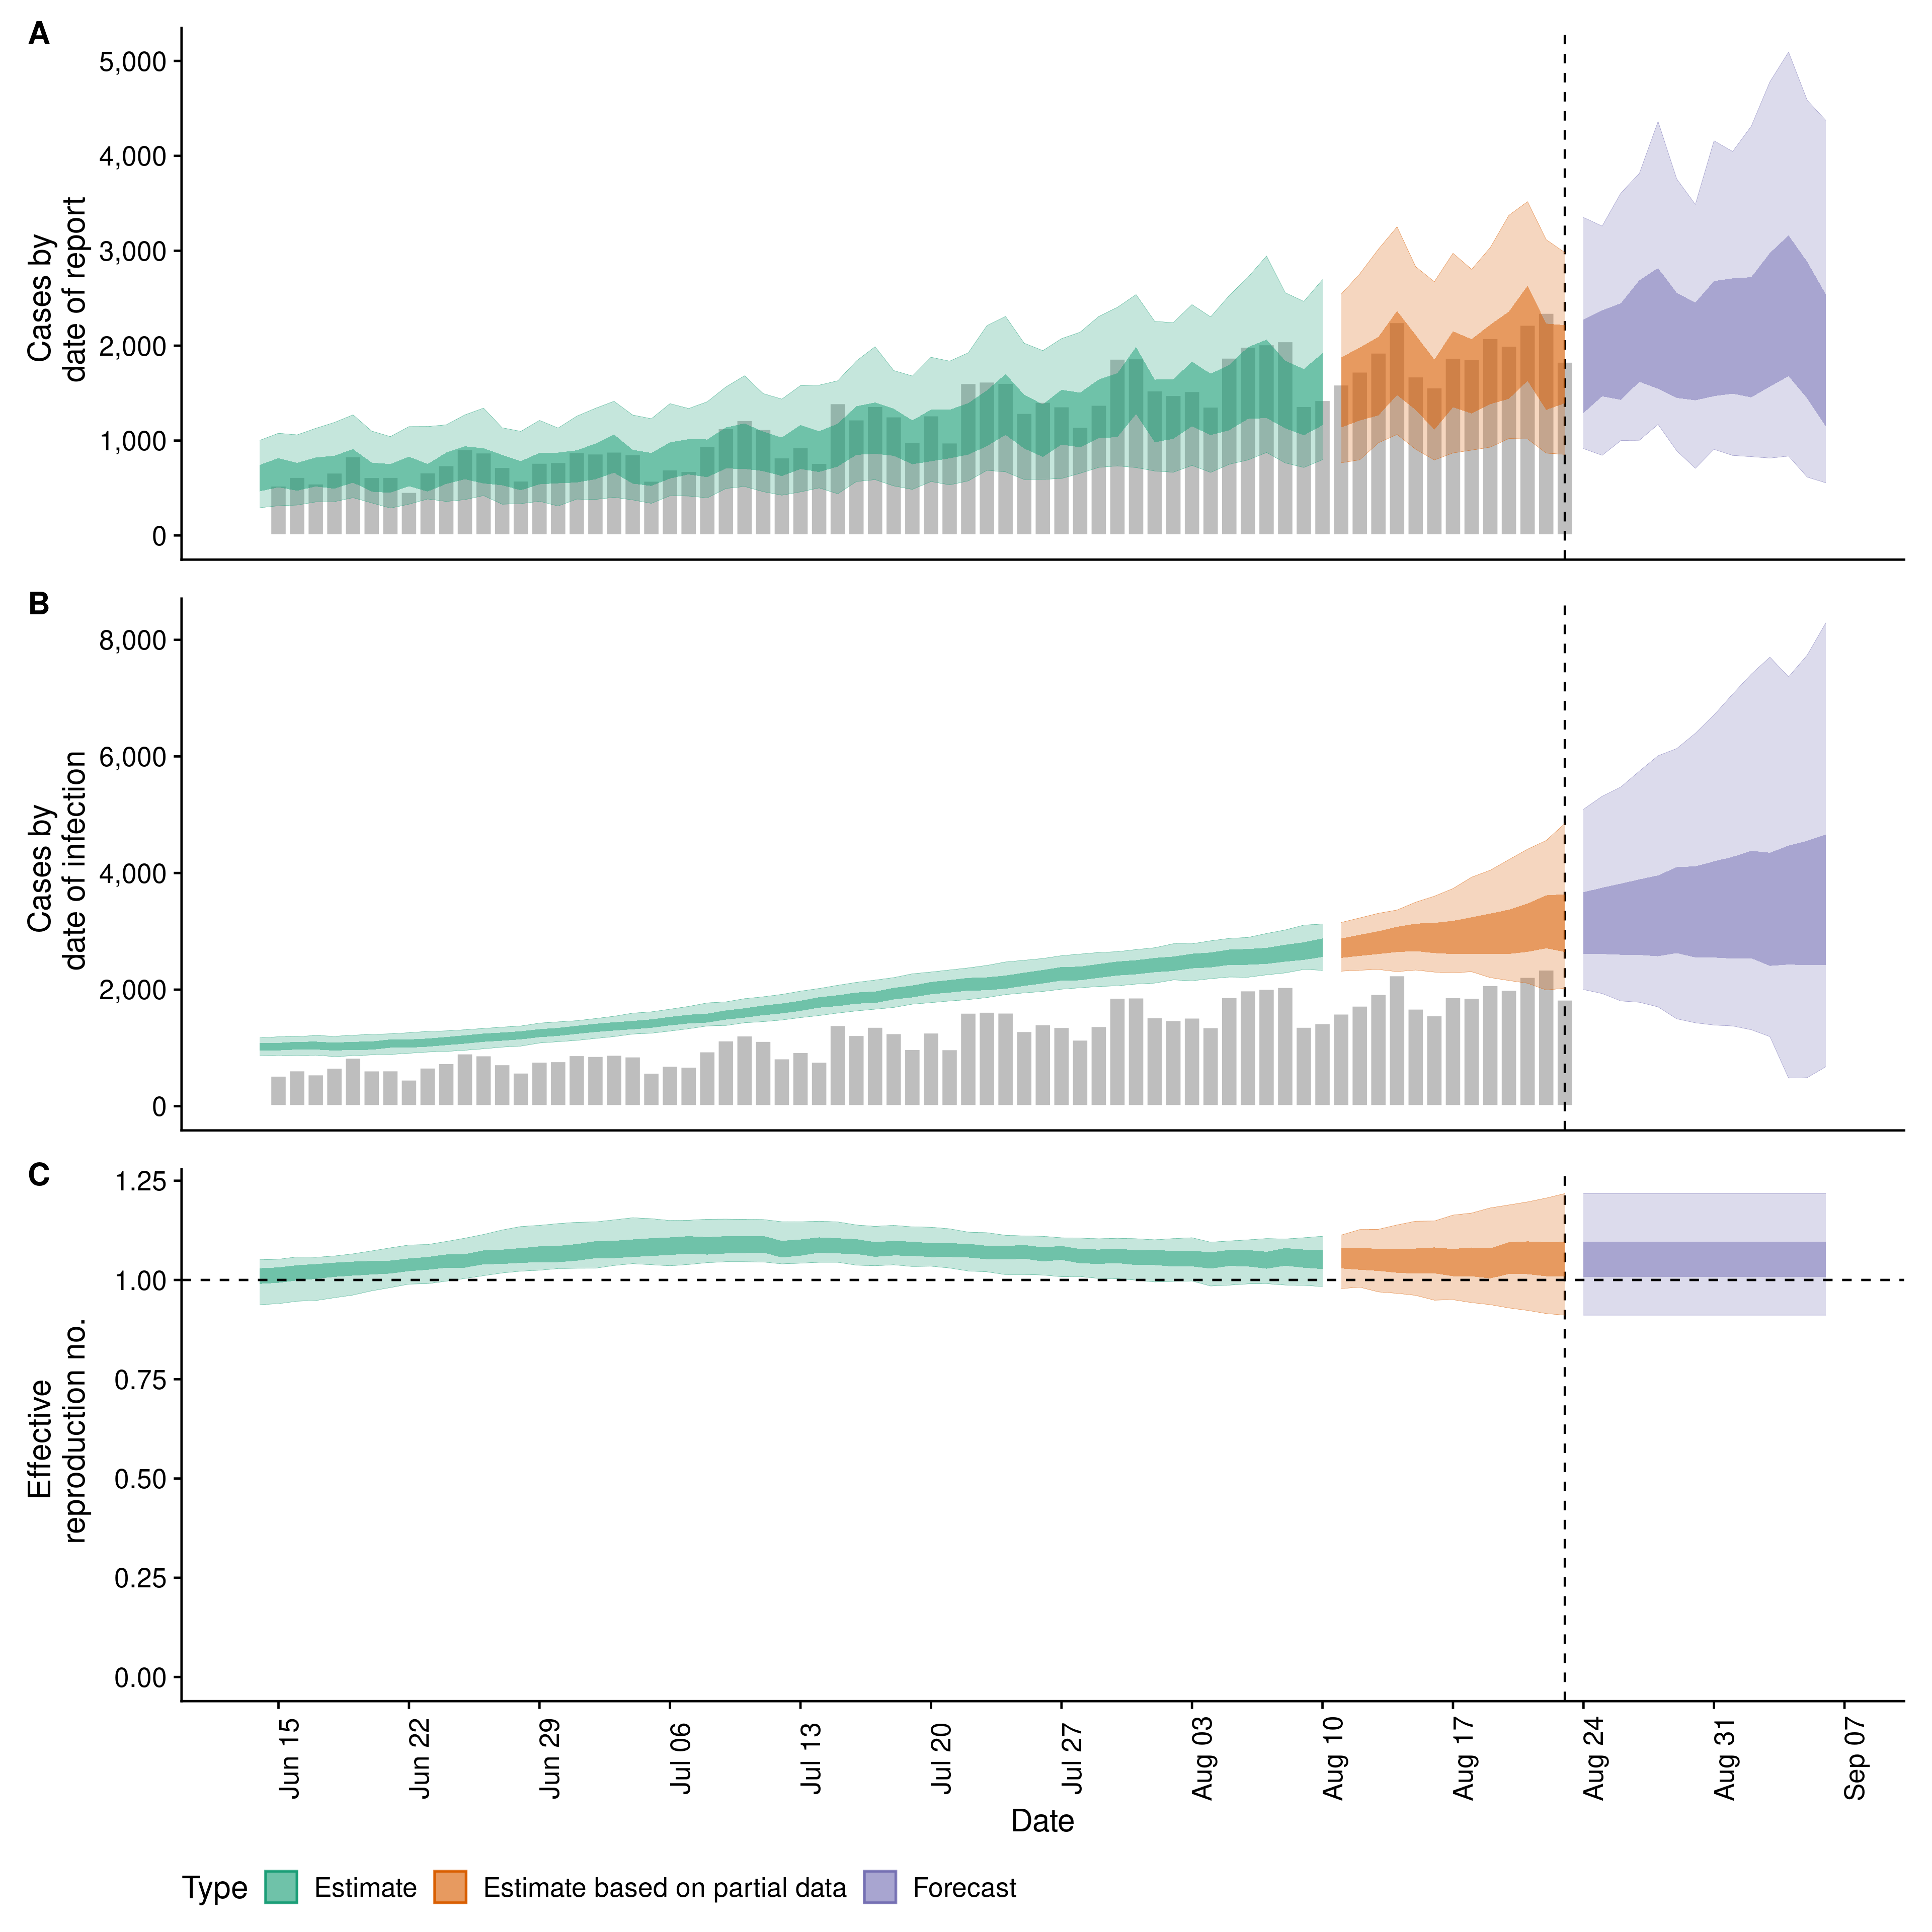 A
5,000
4,000
3,000
2,000
1,000
0
Cases by
date of report
B
8,000
6,000
4,000
2,000
0
Cases by
date of infection
C
1.25
1.00
0.75
0.50
0.25
0.00
Effective
reproduction no.
Jun 15
Jun 22
Jun 29
Jul 06
Jul 13
Jul 20
Jul 27
Aug 03
Aug 10
Aug 17
Aug 24
Aug 31
Sep 07
Date
Type Estimate Estimate based on partial data Forecast